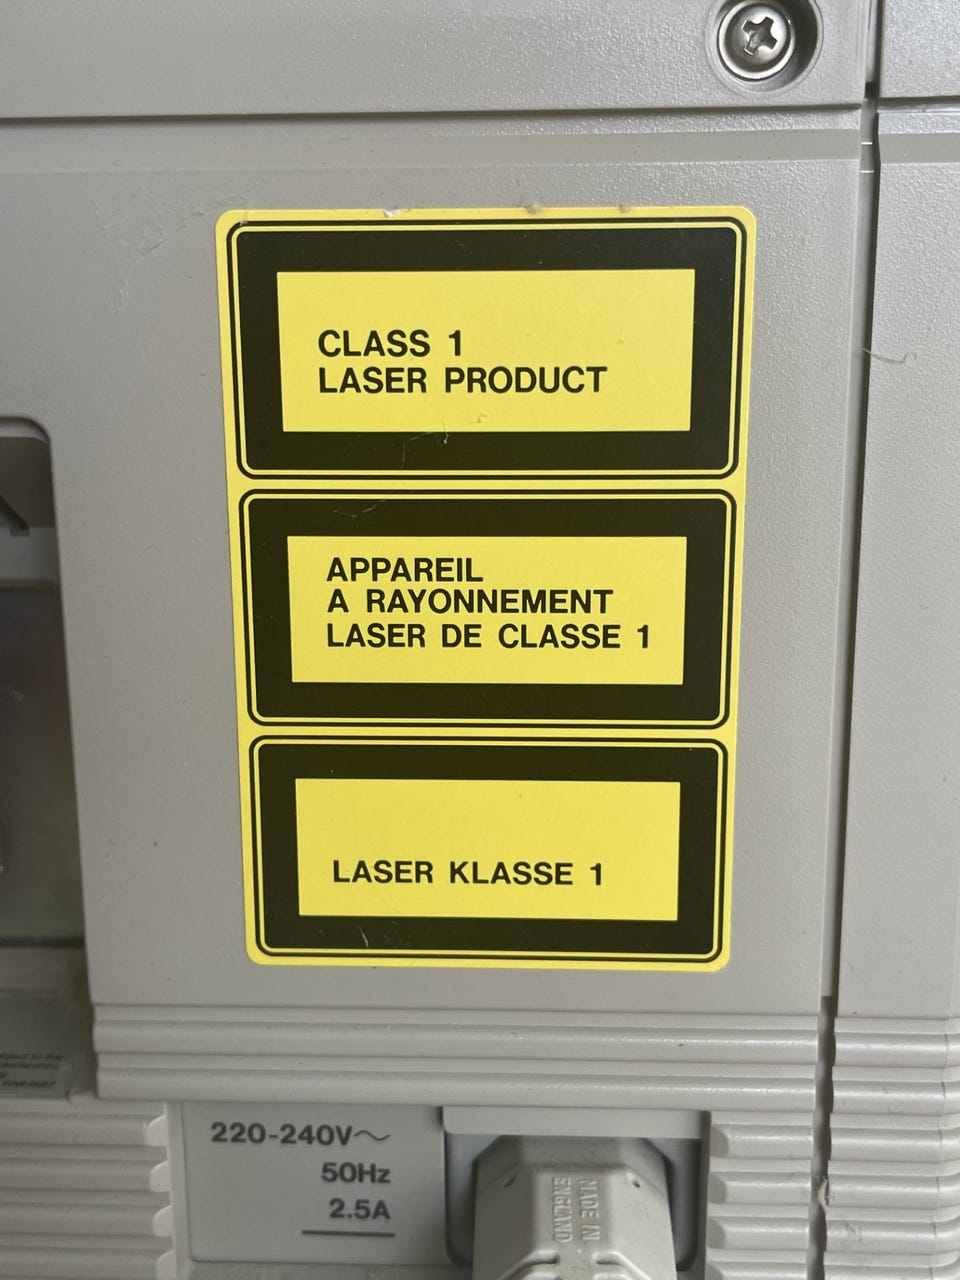 CLASS 1
LASER PRODUCT
APPAREIL
A RAYONNEMENT
LASER DE CLASSE 1
LASER KLASSE 1
220-240V～
50Hz
2.5A
MADE IN
ENGLAND